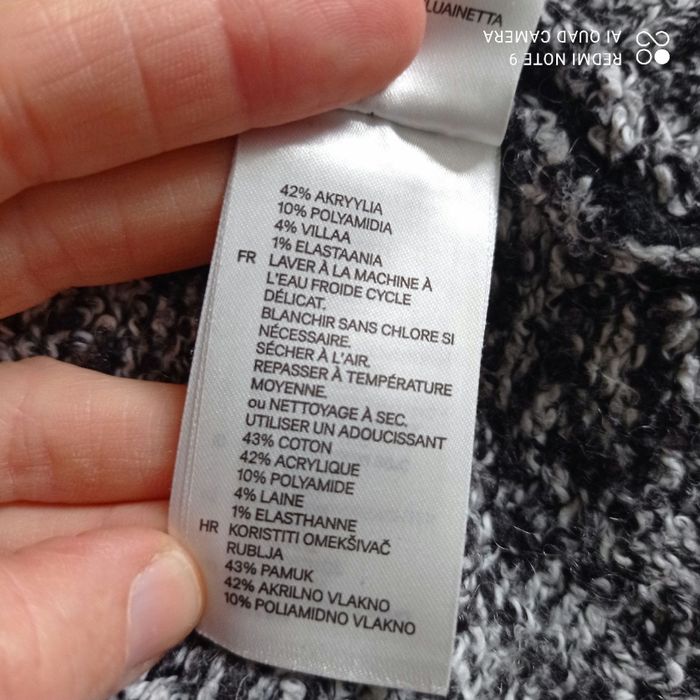 LUAINETTA
REDMI NOTE 9
AI QUAD CAMERA
42% AKRYYLIA
10% POLYAMIDIA
4% VILLAA
1% ELASTAANIA
FR LAVER À LA MACHINE À
L'EAU FROIDE CYCLE
DÉLICAT.
BLANCHIR SANS CHLORE SI
NÉCESSAIRE.
SÉCHER À L'AIR.
REPASSER À TEMPÉRATURE
MOYENNE.
ou NETTOYAGE À SEC.
UTILISER UN ADOUCISSANT
43% COTON
42% ACRYLIQUE
10% POLYAMIDE
4% LAINE
1% ELASTHANNE
HR KORISTITI OMEKŠIVAČ
RUBLJA
43% PAMUK
42% AKRILNO VLAKNO
10% POLIAMIDNO VLAKNO